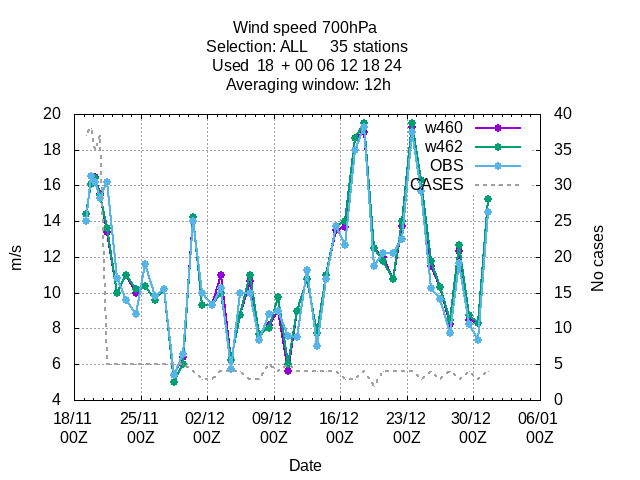 Wind speed 700hPa
Selection: ALL 35 stations
Used 18 + 00 06 12 18 24
Averaging window: 12h
20 40
18 35
16 30
14 25
12 20
10 15
8 10
6 5
4 0
m/s
No cases
w460
w462
OBS
CASES
18/11 25/11 02/12 09/12 16/12 23/12 30/12 06/01
00Z 00Z 00Z 00Z 00Z 00Z 00Z 00Z
Date